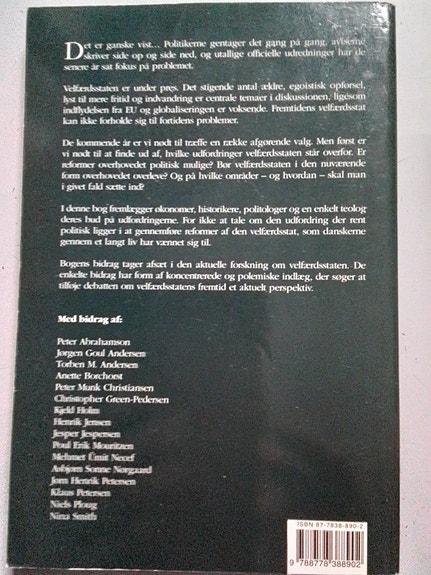 Det er ganske vist... Politikerne gentager det gang på gang, aviserne
skriver side op og side ned, og utallige officielle udredninger har de
senere år sat fokus på problemet.
Velfærdsstaten er under pres. Det stigende antal ældre, egoistisk opførsel,
lyst til mere fritid og indvandring er centrale temaer i diskussionen, ligesom
indflydelsen fra EU og globaliseringen er voksende. Fremtidens velfærdsstat
kan ikke forholde sig til fortidens problemer.
De kommende år er vi nødt til at træffe en række afgørende valg. Men først er
vi nødt til at finde ud af, hvilke udfordringer velfærdsstaten står overfor. Er
reformer overhovedet politisk mulige? Bør velfærdsstaten i den nuværende
form overhovedet overleve? Og på hvilke områder – og hvordan – skal man
i givet fald sætte ind?
I denne bog fremlægger økonomer, historikere, politologer og en enkelt teolog
deres bud på udfordringerne. For ikke at tale om den udfordring der rent
politisk ligger i at gennemføre reformer af den velfærdsstat, som danskerne
gennem et langt liv har vænnet sig til.
Bogens bidrag tager afsæt i den aktuelle forskning om velfærdsstaten. De
enkelte bidrag har form af koncentrerede og polemiske indlæg, der søger at
tilføje debatten om velfærdsstatens fremtid et aktuelt perspektiv.
Med bidrag af:
Peter Abrahamson
Jørgen Goul Andersen
Torben M. Andersen
Anette Borchorst
Peter Munk Christiansen
Christopher Green-Pedersen
Kjeld Holm
Henrik Jensen
Jesper Jespersen
Poul Erik Mouritzen
Mehmet Ümit Necef
Asbjørn Sonne Nørgaard
Jørn Henrik Petersen
Klaus Petersen
Niels Ploug
Nina Smith
ISBN 87-7838-890-2
9 788778 388902